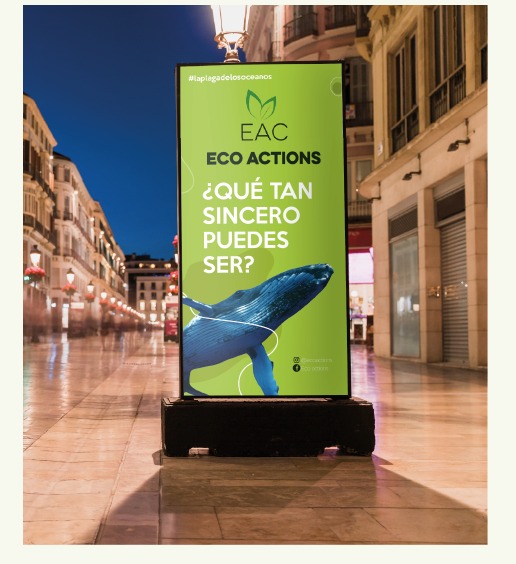 #laplagadelosoceanos
EAC
ECO ACTIONS
¿QUÉ TAN
SINCERO
PUEDES
SER?